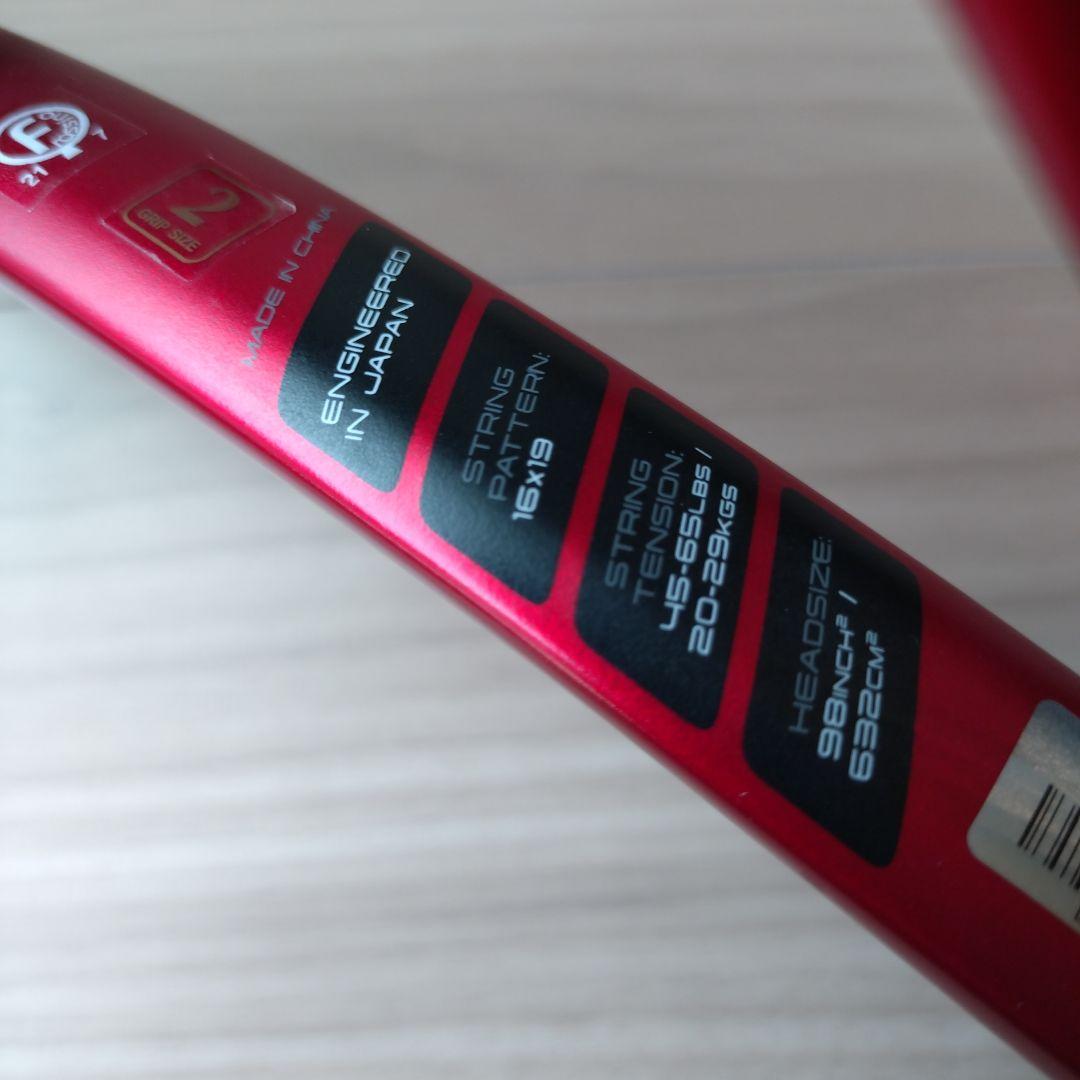 F
21
2
GRIP SIZE
MADE IN CHINA
ENGINEERED
IN JAPAN
STRING
PATTERN:
16x19
STRING
TENSION:
45-65LBS /
20-29KGS
HEADSIZE:
98INCH² /
632CM²